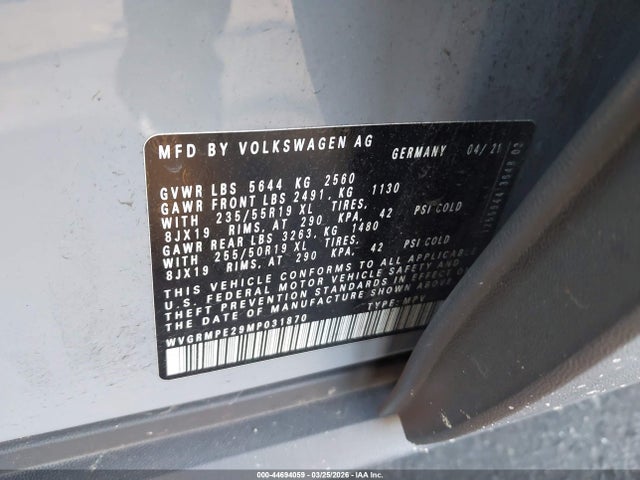 MFD BY VOLKSWAGEN AG GERMANY 04/21
GVWR LBS 5644 KG 2560
GAWR FRONT LBS 2491, KG 1130
WITH 235/55R19 XL TIRES,
8JX19 RIMS, AT 290 KPA, 42 PSI COLD
GAWR REAR LBS 3263, KG 1480
WITH 255/50R19 XL TIRES,
8JX19 RIMS, AT 290 KPA, 42 PSI COLD
THIS VEHICLE CONFORMS TO ALL APPLICABLE
U.S. FEDERAL MOTOR VEHICLE SAFETY AND
THEFT PREVENTION STANDARDS IN EFFECT ON
THE DATE OF MANUFACTURE SHOWN ABOVE.
WVGRMPE29MP031870 TYPE: MPV
000-44694059 | 03/25/2026 | IAA Inc.